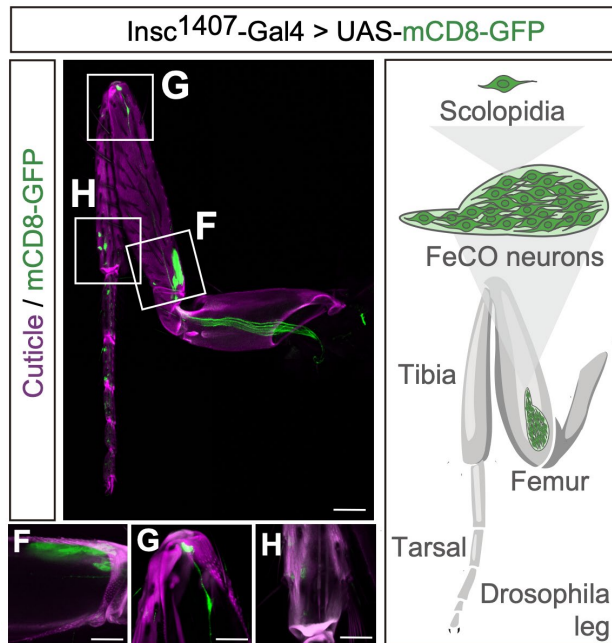 Insc1407-Gal4 > UAS-mCD8-GFP
Cuticle / mCD8-GFP
G
H
F
Scolopidia
FeCO neurons
Tibia
Femur
Tarsal
Drosophila
leg
F
G
H